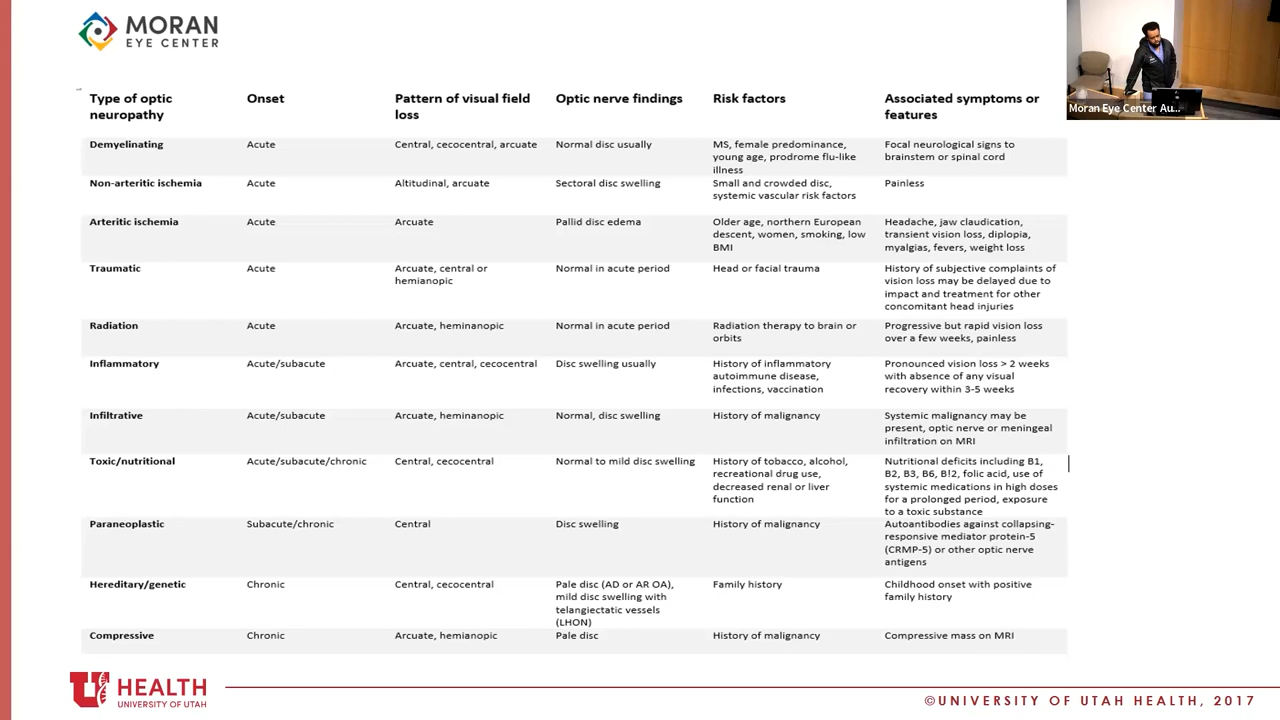 MORAN
EYE CENTER
Moran Eye Center Au...
Type of optic neuropathy Onset Pattern of visual field loss Optic nerve findings Risk factors Associated symptoms or features
Demyelinating Acute Central, cecocentral, arcuate Normal disc usually MS, female predominance, young age, prodrome flu-like illness Focal neurological signs to brainstem or spinal cord
Non-arteritic ischemia Acute Altitudinal, arcuate Sectoral disc swelling Small and crowded disc, systemic vascular risk factors Painless
Arteritic ischemia Acute Arcuate Pallid disc edema Older age, northern European descent, women, smoking, low BMI Headache, jaw claudication, transient vision loss, diplopia, myalgias, fevers, weight loss
Traumatic Acute Arcuate, central or hemianopic Normal in acute period Head or facial trauma History of subjective complaints of vision loss may be delayed due to impact and treatment for other concomitant head injuries
Radiation Acute Arcuate, heminanopic Normal in acute period Radiation therapy to brain or orbits Progressive but rapid vision loss over a few weeks, painless
Inflammatory Acute/subacute Arcuate, central, cecocentral Disc swelling usually History of inflammatory autoimmune disease, infections, vaccination Pronounced vision loss > 2 weeks with absence of any visual recovery within 3-5 weeks
Infiltrative Acute/subacute Arcuate, heminanopic Normal, disc swelling History of malignancy Systemic malignancy may be present, optic nerve or meningeal infiltration on MRI
Toxic/nutritional Acute/subacute/chronic Central, cecocentral Normal to mild disc swelling History of tobacco, alcohol, recreational drug use, decreased renal or liver function Nutritional deficits including B1, B2, B3, B6, B!2, folic acid, use of systemic medications in high doses for a prolonged period, exposure to a toxic substance
Paraneoplastic Subacute/chronic Central Disc swelling History of malignancy Autoantibodies against collapsing-responsive mediator protein-5 (CRMP-5) or other optic nerve antigens
Hereditary/genetic Chronic Central, cecocentral Pale disc (AD or AR OA), mild disc swelling with telangiectatic vessels (LHON) Family history Childhood onset with positive family history
Compressive Chronic Arcuate, hemianopic Pale disc History of malignancy Compressive mass on MRI
U HEALTH
UNIVERSITY OF UTAH
©UNIVERSITY OF UTAH HEALTH, 2017